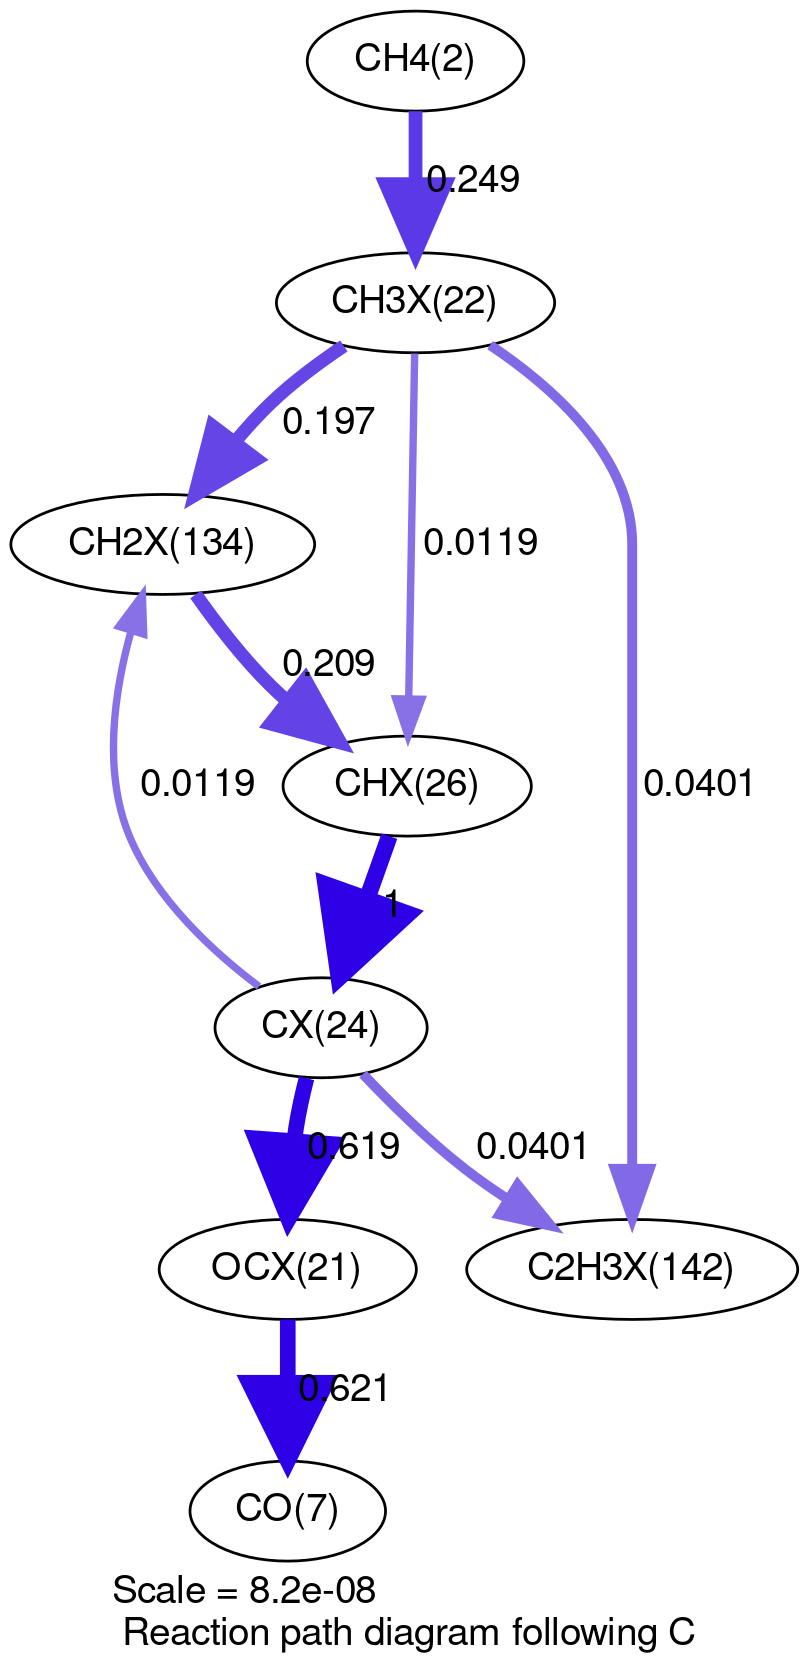 CH4(2)
0.249
CH3X(22)
0.197
CH2X(134)
0.0119
0.209
0.0119
CHX(26)
0.0401
1
CX(24)
0.619
0.0401
OCX(21)
C2H3X(142)
0.621
CO(7)
Scale = 8.2e-08
Reaction path diagram following C